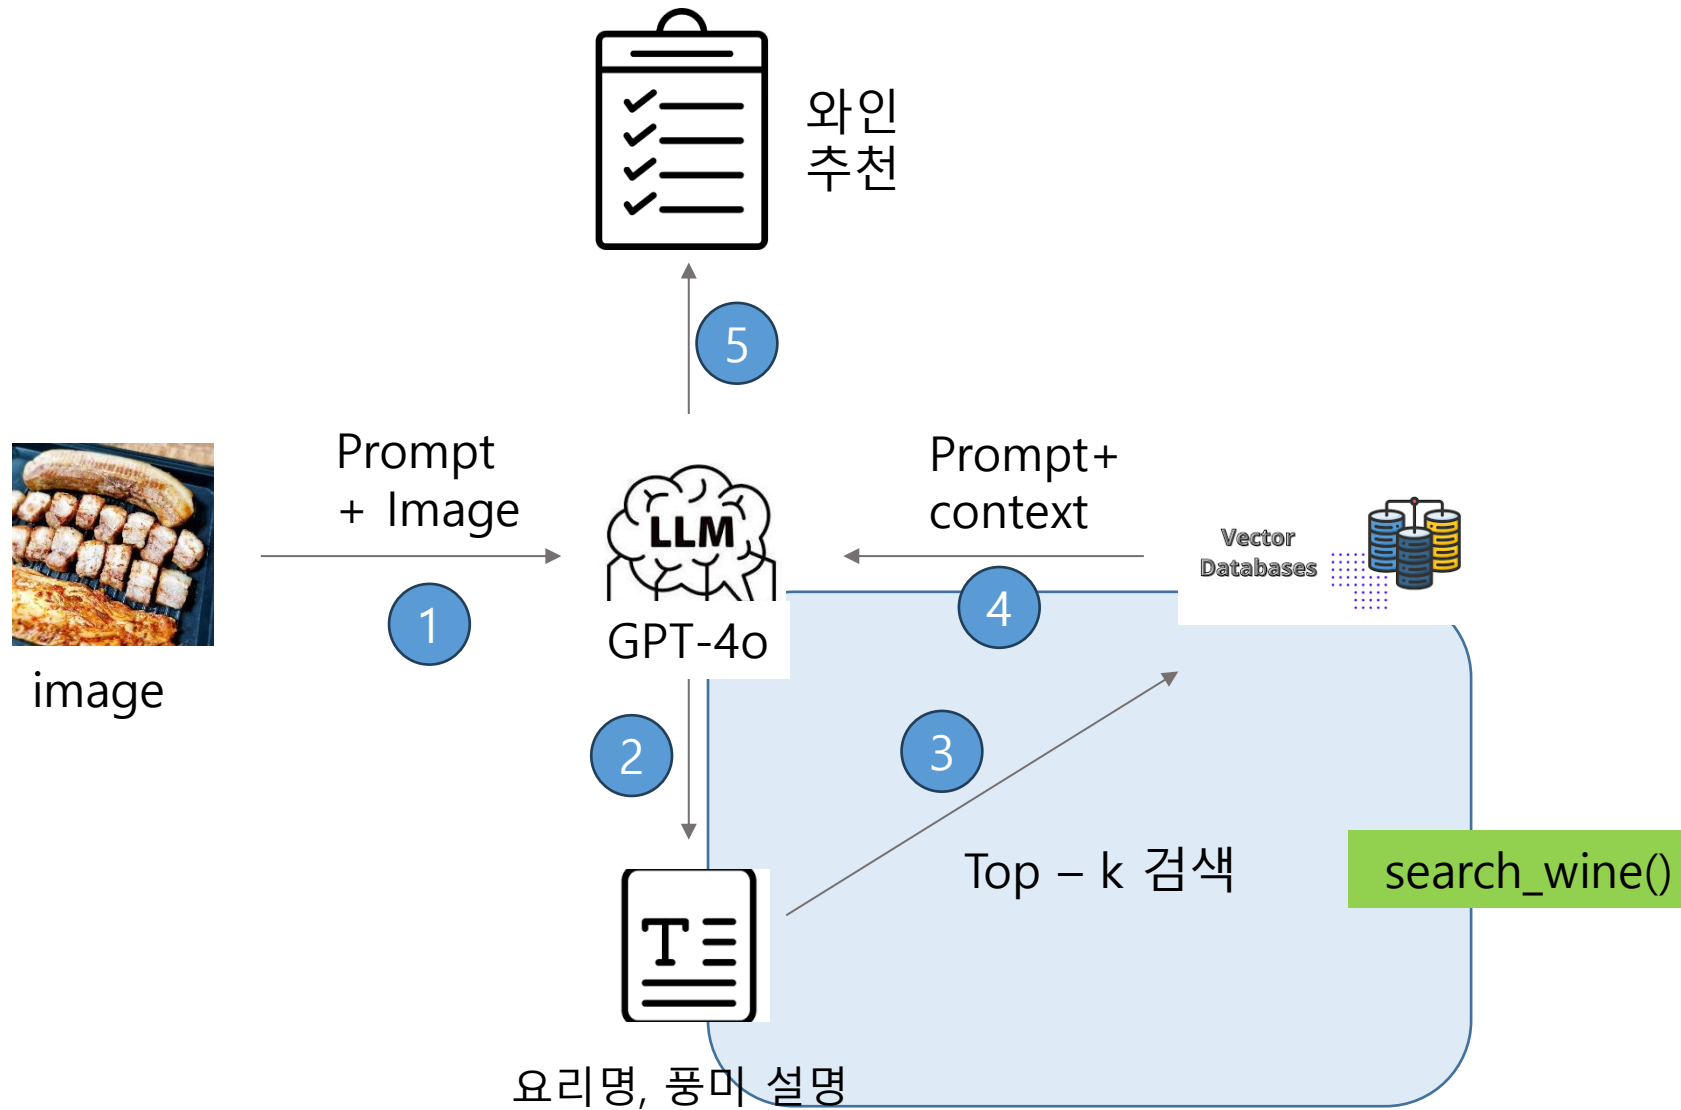 와인
추천
5
Prompt
+ Image
Prompt+
context
LLM
Vector
Databases
1
4
GPT-4o
image
2
3
Top – k 검색
search_wine()
T
요리명, 풍미 설명